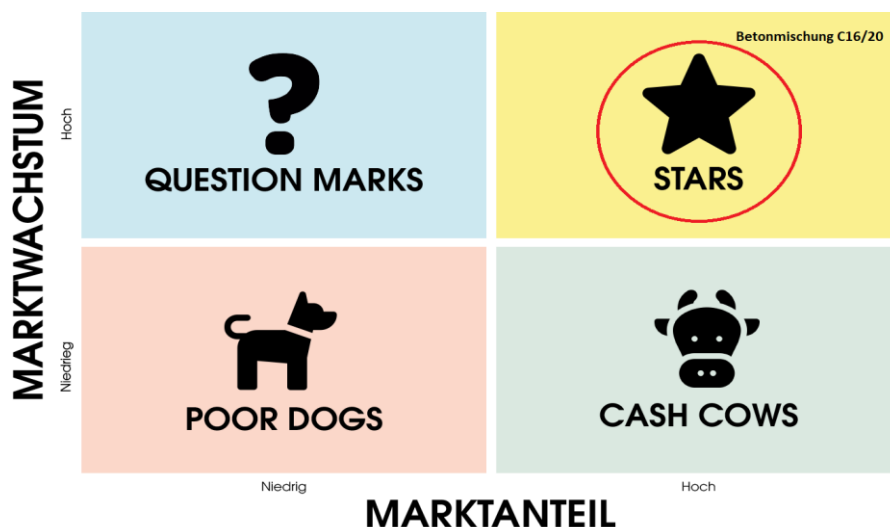 Betonmischung C16/20
MARKTWACHSTUM
Hoch
?
QUESTION MARKS
STARS
Niedrieg
POOR DOGS
CASH COWS
Niedrig
Hoch
MARKTANTEIL